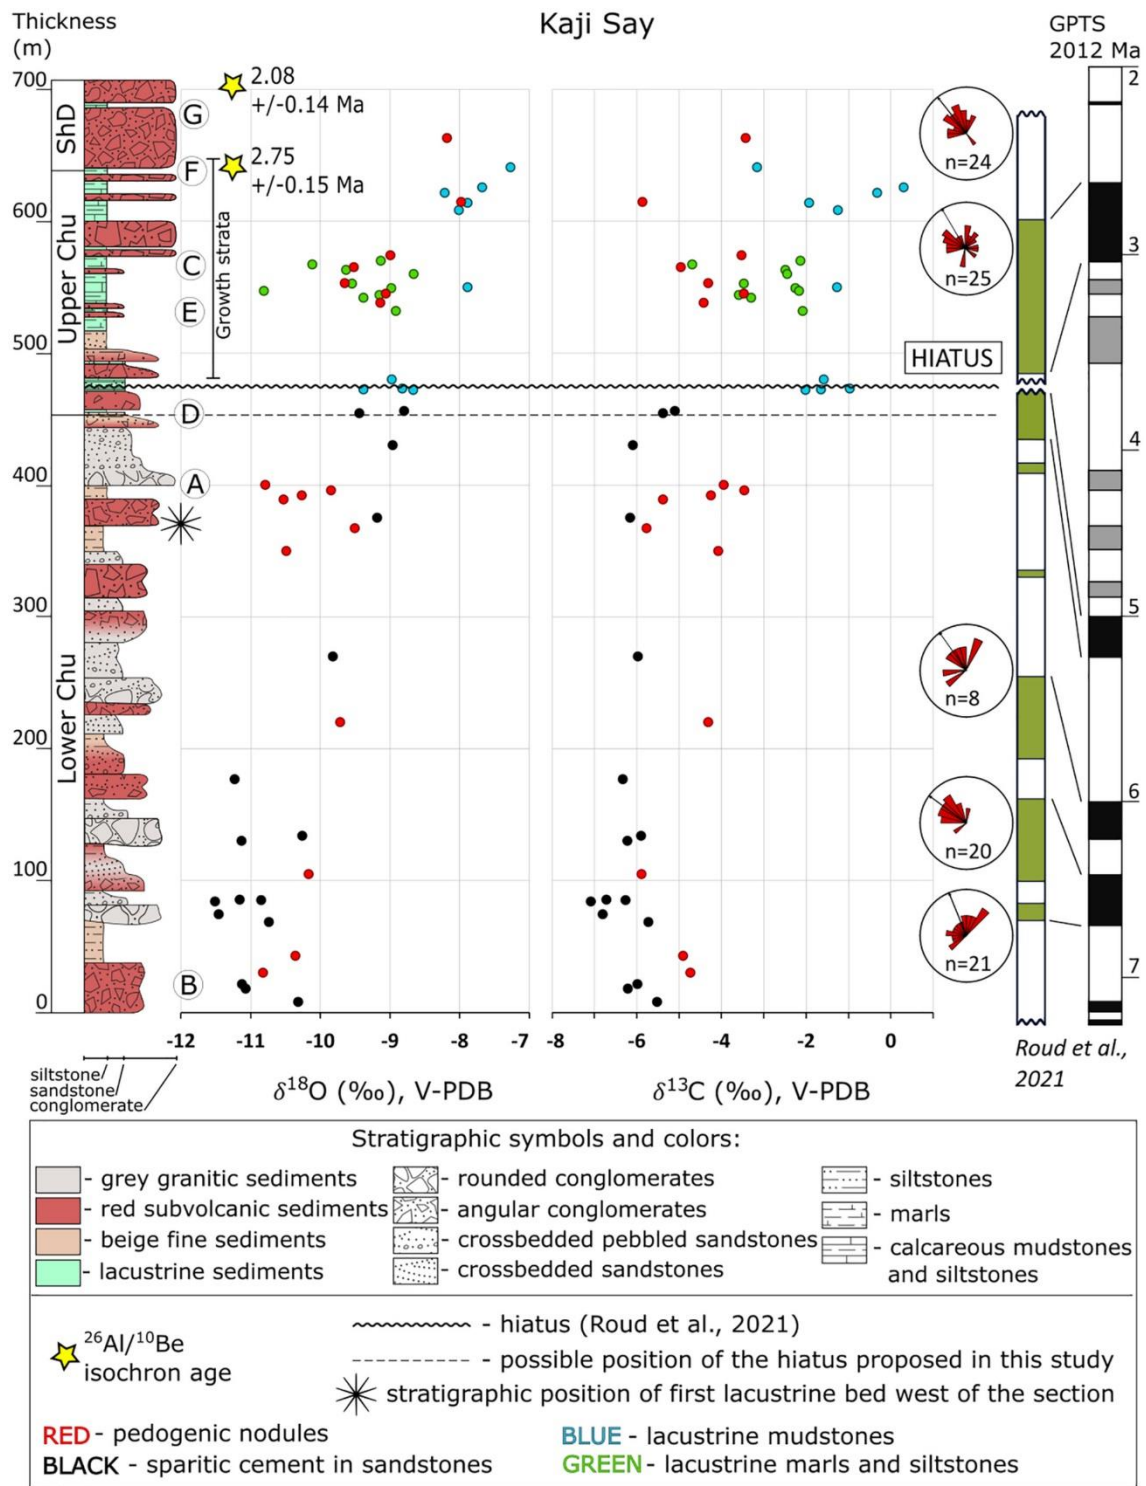 Thickness
(m)
Kaji Say
GPTS
2012 Ma
700
600
500
400
300
200
100
0
ShD
Upper Chu
Lower Chu
G
F
C
E
D
A
B
2.08
+/-0.14 Ma
2.75
+/-0.15 Ma
Growth strata
HIATUS
n=24
n=25
n=8
n=20
n=21
2
3
4
5
6
7
-12 -11 -10 -9 -8 -7
-8 -6 -4 -2 0
siltstone
sandstone
conglomerate
δ18O (‰), V-PDB
δ13C (‰), V-PDB
Roud et al.,
2021
Stratigraphic symbols and colors:
- grey granitic sediments
- red subvolcanic sediments
- beige fine sediments
- lacustrine sediments
- rounded conglomerates
- angular conglomerates
- crossbedded pebbled sandstones
- crossbedded sandstones
- siltstones
- marls
- calcareous mudstones
and siltstones
26Al/10Be
isochron age
- hiatus (Roud et al., 2021)
- possible position of the hiatus proposed in this study
stratigraphic position of first lacustrine bed west of the section
RED - pedogenic nodules
BLACK - sparitic cement in sandstones
BLUE - lacustrine mudstones
GREEN - lacustrine marls and siltstones